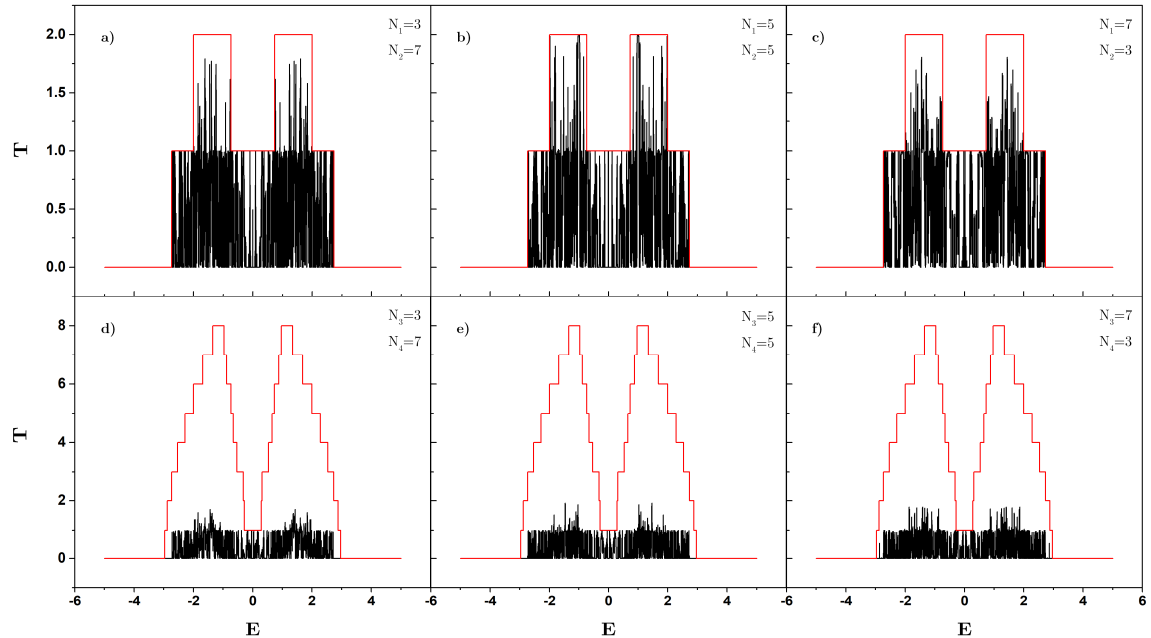 a) N₁=3
N₂=7
b) N₁=5
N₂=5
c) N₁=7
N₂=3
2.0
1.5
1.0
0.5
0.0
T
d) N₃=3
N₄=7
e) N₃=5
N₄=5
f) N₃=7
N₄=3
8
6
4
2
0
T
-6 -4 -2 0 2 4 -6 -4 -2 0 2 4 -6 -4 -2 0 2 4 6
E E E